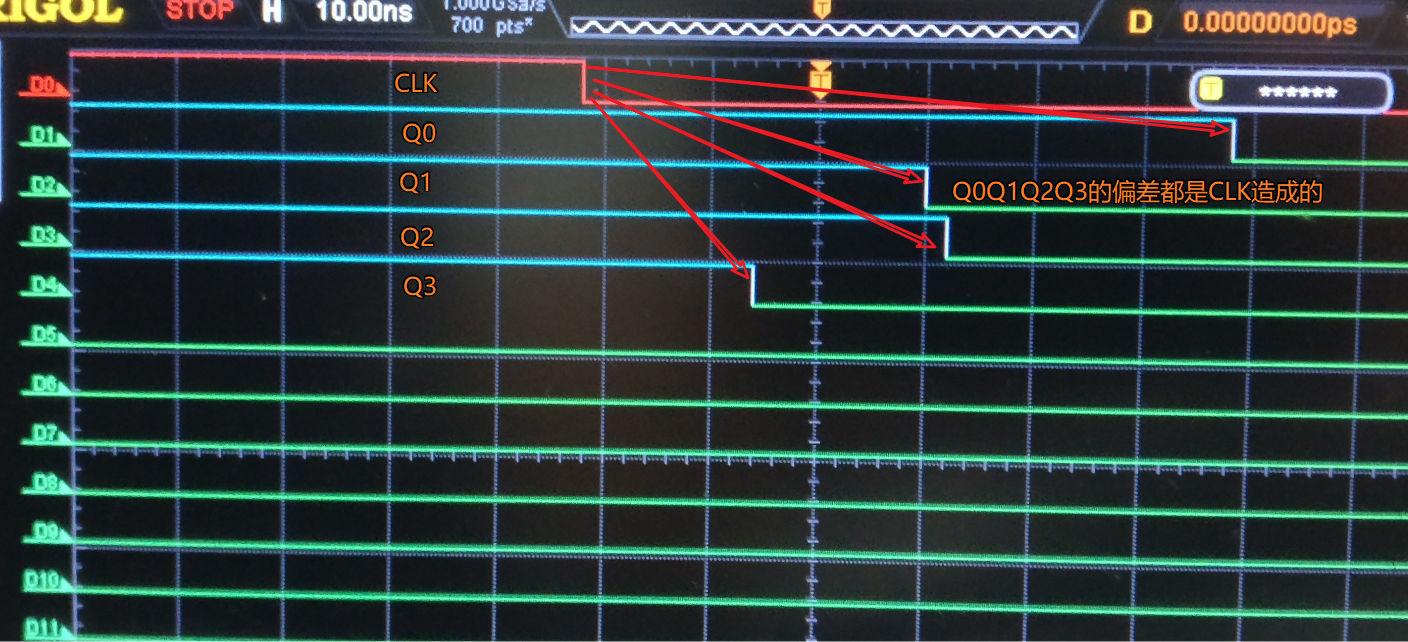 RIGOL STOP H 10.00ns 1.000GSa/s D 0.00000000ps
700 pts
T
D0 CLK T T ******
D1 Q0
D2 Q1 Q0Q1Q2Q3的偏差都是CLK造成的
D3 Q2
D4 Q3
D5
D6
D7
D8
D9
D10
D11